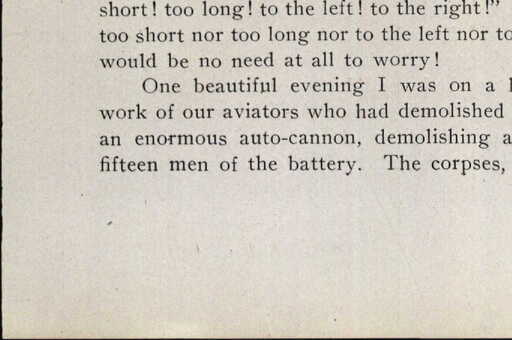 short! too long! to the left! to the right!”
too short nor too long nor to the left nor to
would be no need at all to worry!
One beautiful evening I was on a
work of our aviators who had demolished
an enormous auto-cannon, demolishing a
fifteen men of the battery. The corpses,